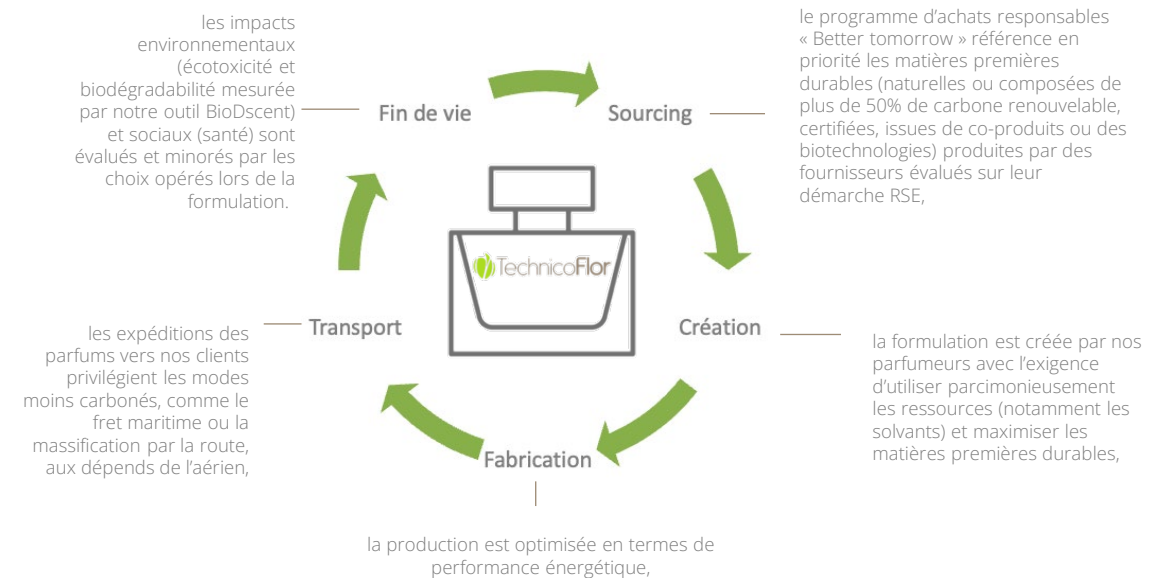 les impacts
environnementaux
(écotoxicité et
biodégradabilité mesurée
par notre outil BioDscent)
et sociaux (santé) sont
évalués et minorés par les
choix opérés lors de la
formulation.
Fin de vie
Sourcing
le programme d’achats responsables
« Better tomorrow » référence en
priorité les matières premières
durables (naturelles ou composées de
plus de 50% de carbone renouvelable,
certifiées, issues de co-produits ou des
biotechnologies) produites par des
fournisseurs évalués sur leur
démarche RSE,
TechnicoFlor
Transport
les expéditions des
parfums vers nos clients
privilégient les modes
moins carbonés, comme le
fret maritime ou la
massification par la route,
aux dépends de l’aérien,
Création
la formulation est créée par nos
parfumeurs avec l’exigence
d’utiliser parcimonieusement
les ressources (notamment les
solvants) et maximiser les
matières premières durables,
Fabrication
la production est optimisée en termes de
performance énergétique,